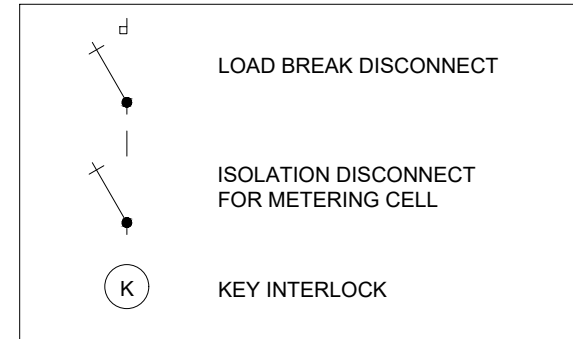 LOAD BREAK DISCONNECT
ISOLATION DISCONNECT
FOR METERING CELL
K KEY INTERLOCK